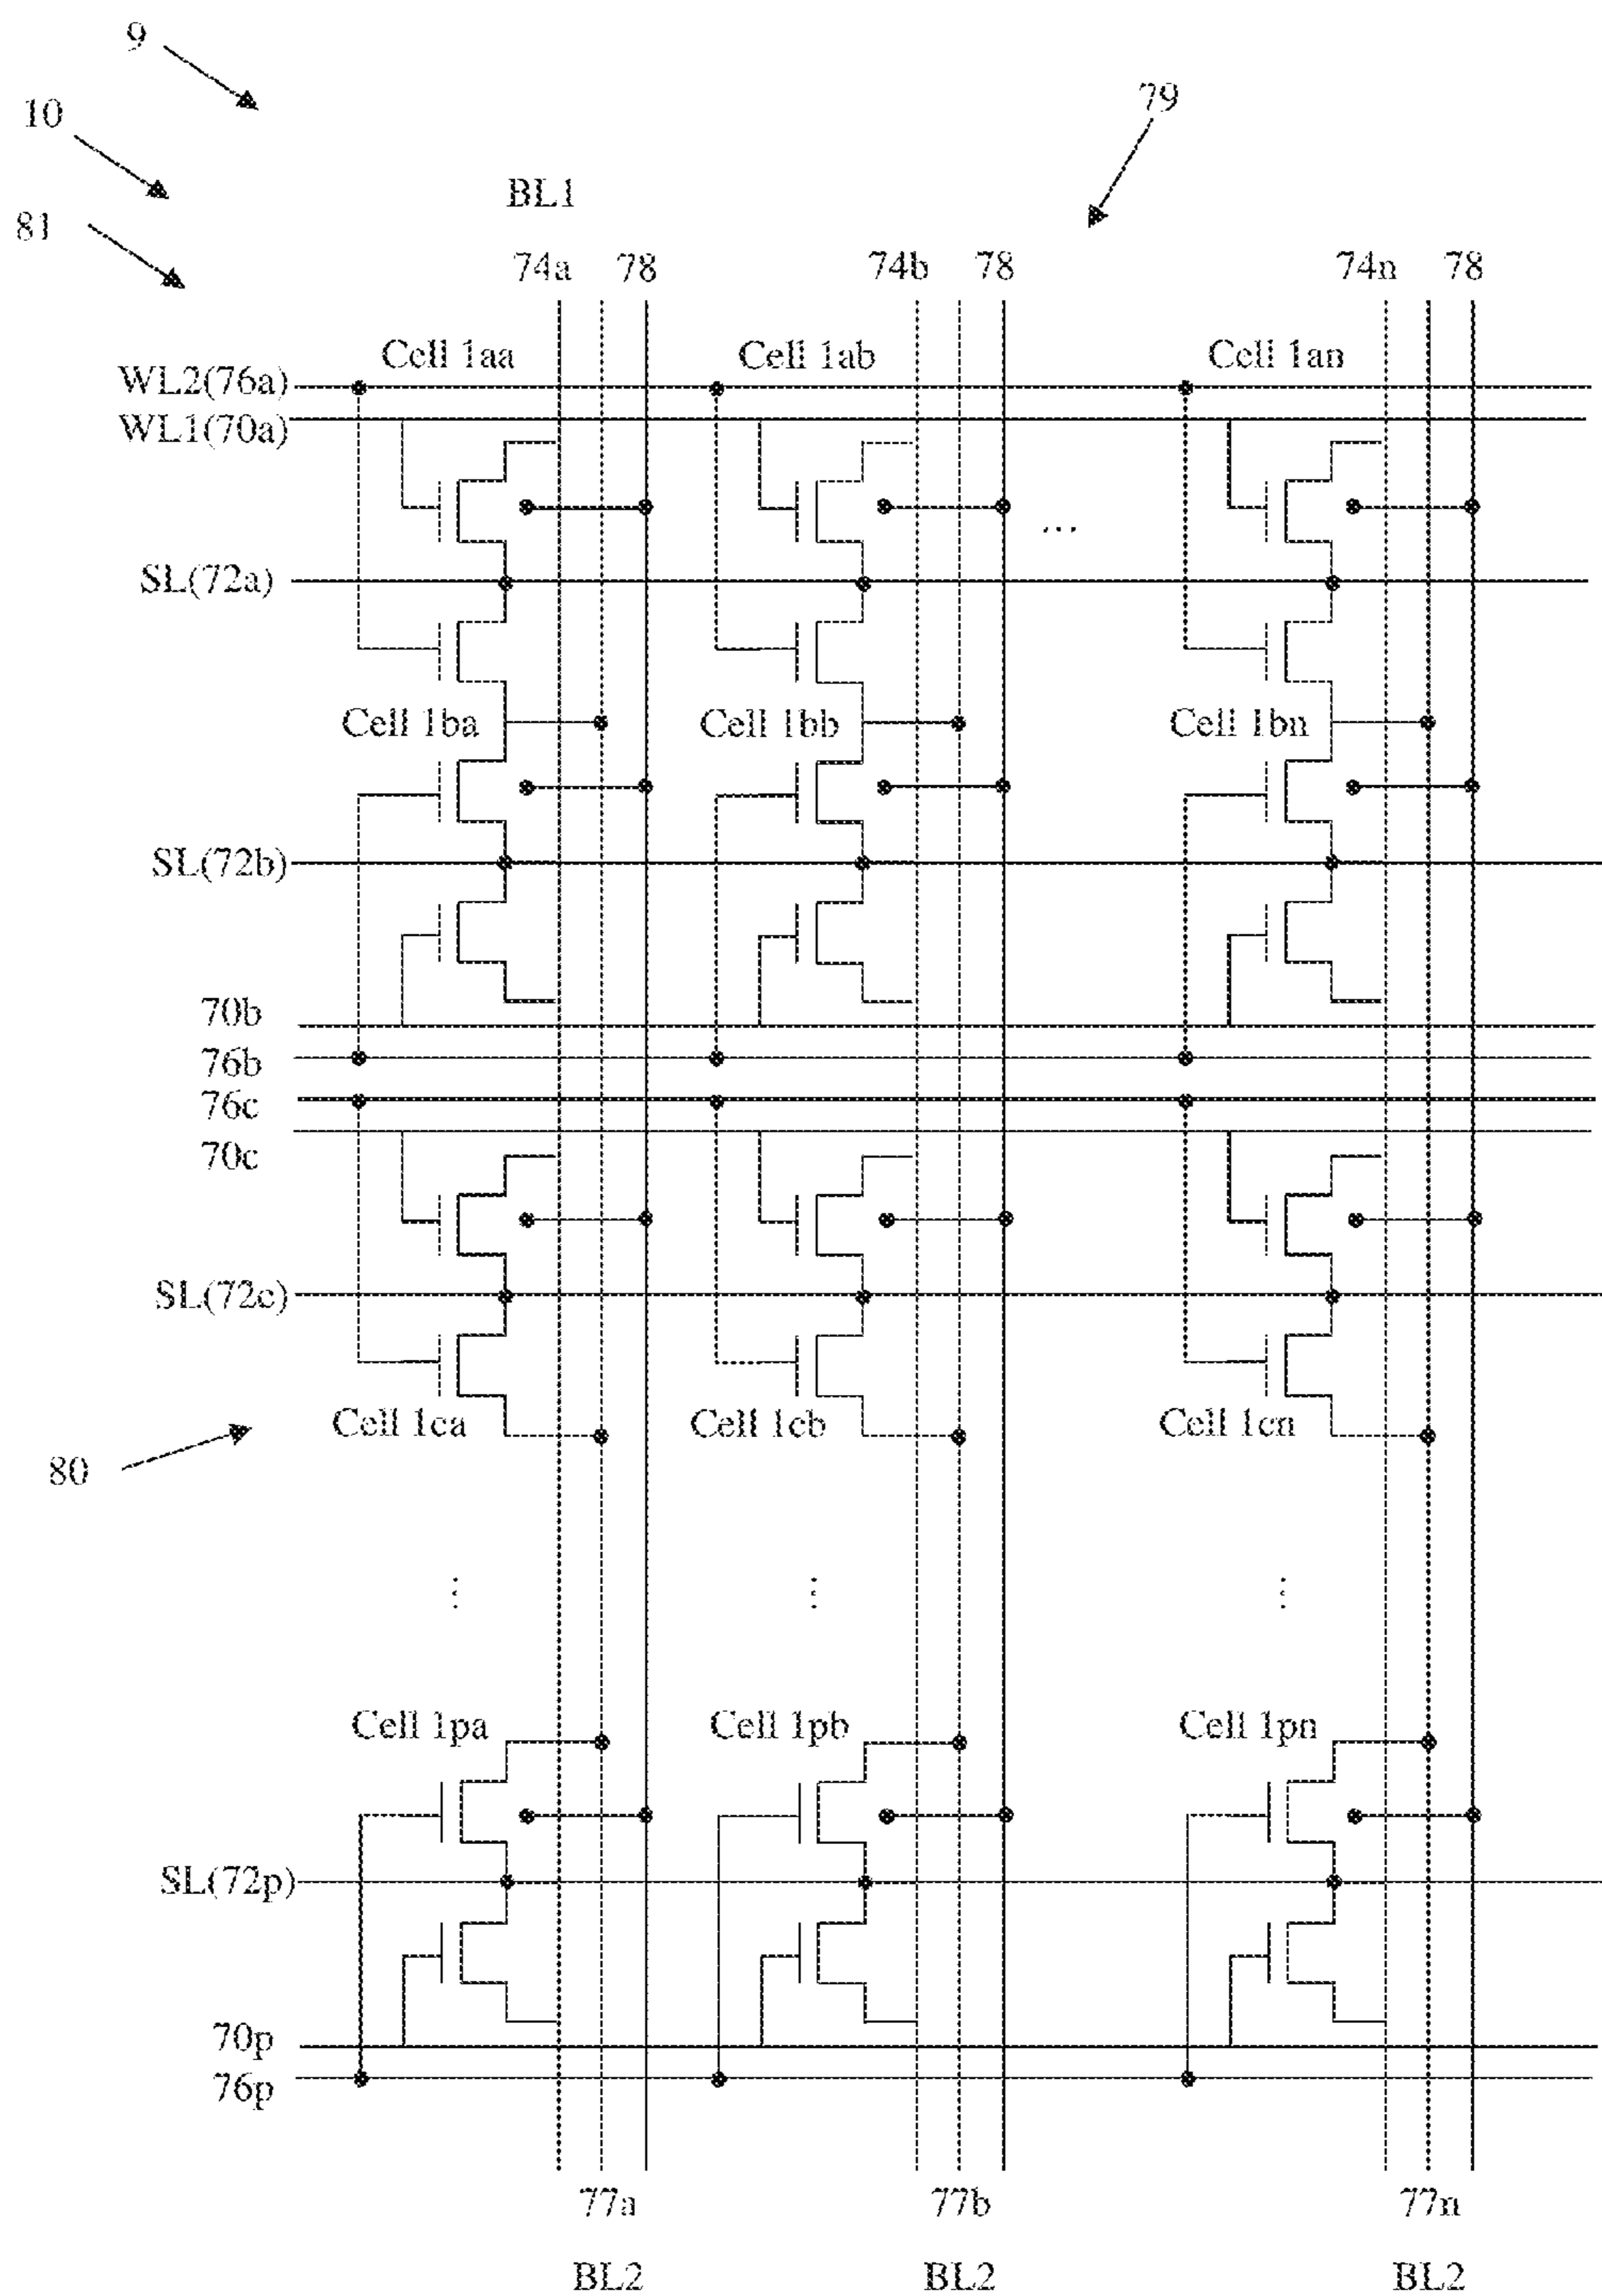 9
10
79
BL1
81
74a 78 74b 78 74n 78
Cell 1aa Cell 1ab Cell 1an
WL2(76a)
WL1(70a)
...
SL(72a)
Cell 1ba Cell 1bb Cell 1bn
SL(72b)
70b
76b
76c
70c
SL(72c)
Cell 1ca Cell 1cb Cell 1cn
80
⋮ ⋮ ⋮
Cell 1pa Cell 1pb Cell 1pn
SL(72p)
70p
76p
77a 77b 77n
BL2 BL2 BL2